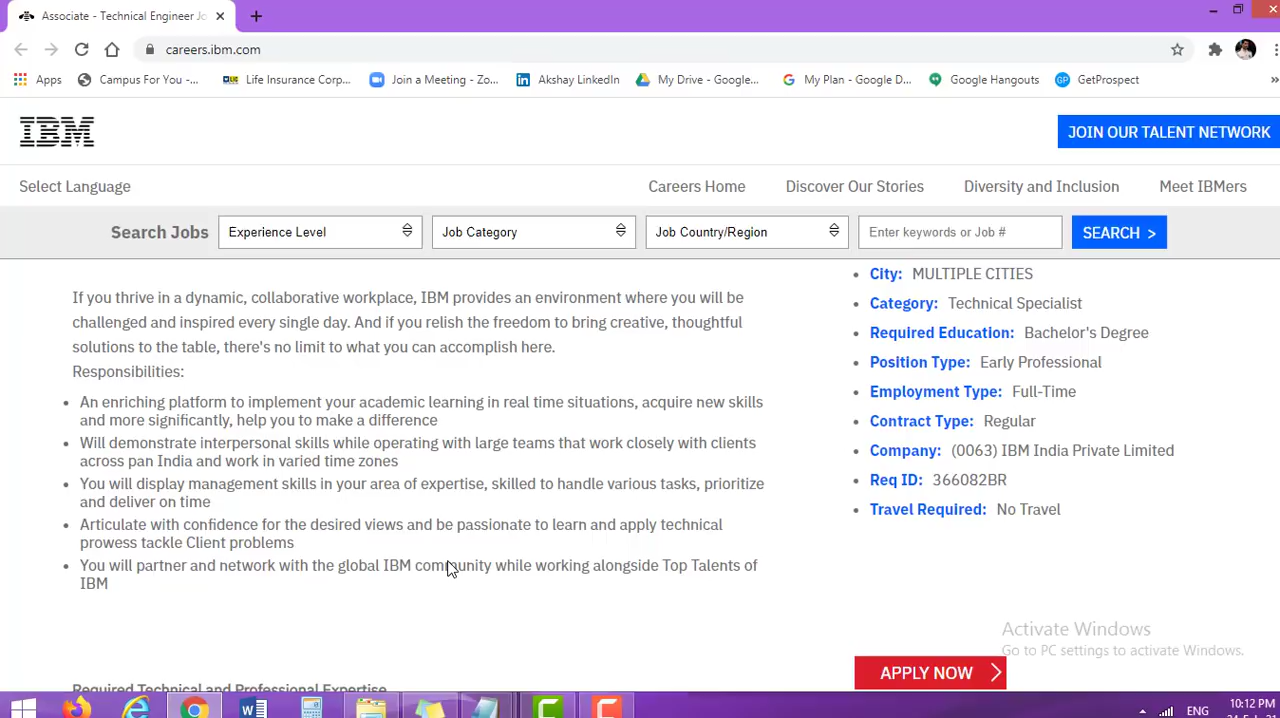 Associate - Technical Engineer Jo
careers.ibm.com
Apps
Campus For You -...
Life Insurance Corp...
Join a Meeting - Zo...
Akshay LinkedIn
My Drive - Google...
My Plan - Google D...
Google Hangouts
GetProspect
IBM
JOIN OUR TALENT NETWORK
Select Language
Careers Home
Discover Our Stories
Diversity and Inclusion
Meet IBMers
Search Jobs
Experience Level
Job Category
Job Country/Region
Enter keywords or Job #
SEARCH >
If you thrive in a dynamic, collaborative workplace, IBM provides an environment where you will be
challenged and inspired every single day. And if you relish the freedom to bring creative, thoughtful
solutions to the table, there's no limit to what you can accomplish here.
Responsibilities:
An enriching platform to implement your academic learning in real time situations, acquire new skills
and more significantly, help you to make a difference
Will demonstrate interpersonal skills while operating with large teams that work closely with clients
across pan India and work in varied time zones
You will display management skills in your area of expertise, skilled to handle various tasks, prioritize
and deliver on time
Articulate with confidence for the desired views and be passionate to learn and apply technical
prowess tackle Client problems
You will partner and network with the global IBM community while working alongside Top Talents of
IBM
Required Technical and Professional Expertise
City: MULTIPLE CITIES
Category: Technical Specialist
Required Education: Bachelor's Degree
Position Type: Early Professional
Employment Type: Full-Time
Contract Type: Regular
Company: (0063) IBM India Private Limited
Req ID: 366082BR
Travel Required: No Travel
Activate Windows
Go to PC settings to activate Windows.
APPLY NOW
ENG
10:12 PM